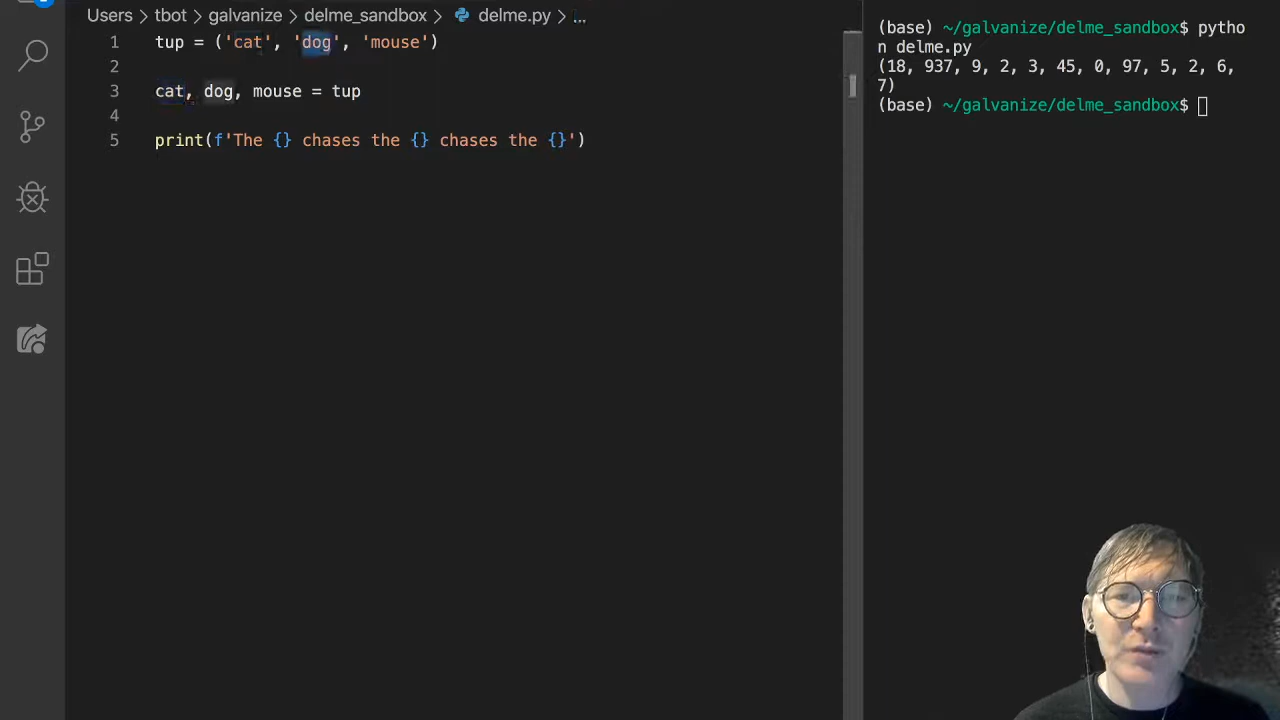 Users > tbot > galvanize > delme_sandbox > delme.py > ...
1 tup = ('cat', 'dog', 'mouse')
2
3 cat, dog, mouse = tup
4
5 print(f'The {} chases the {} chases the {}')
(base) ~/galvanize/delme_sandbox$ pytho
n delme.py
(18, 937, 9, 2, 3, 45, 0, 97, 5, 2, 6,
7)
(base) ~/galvanize/delme_sandbox$